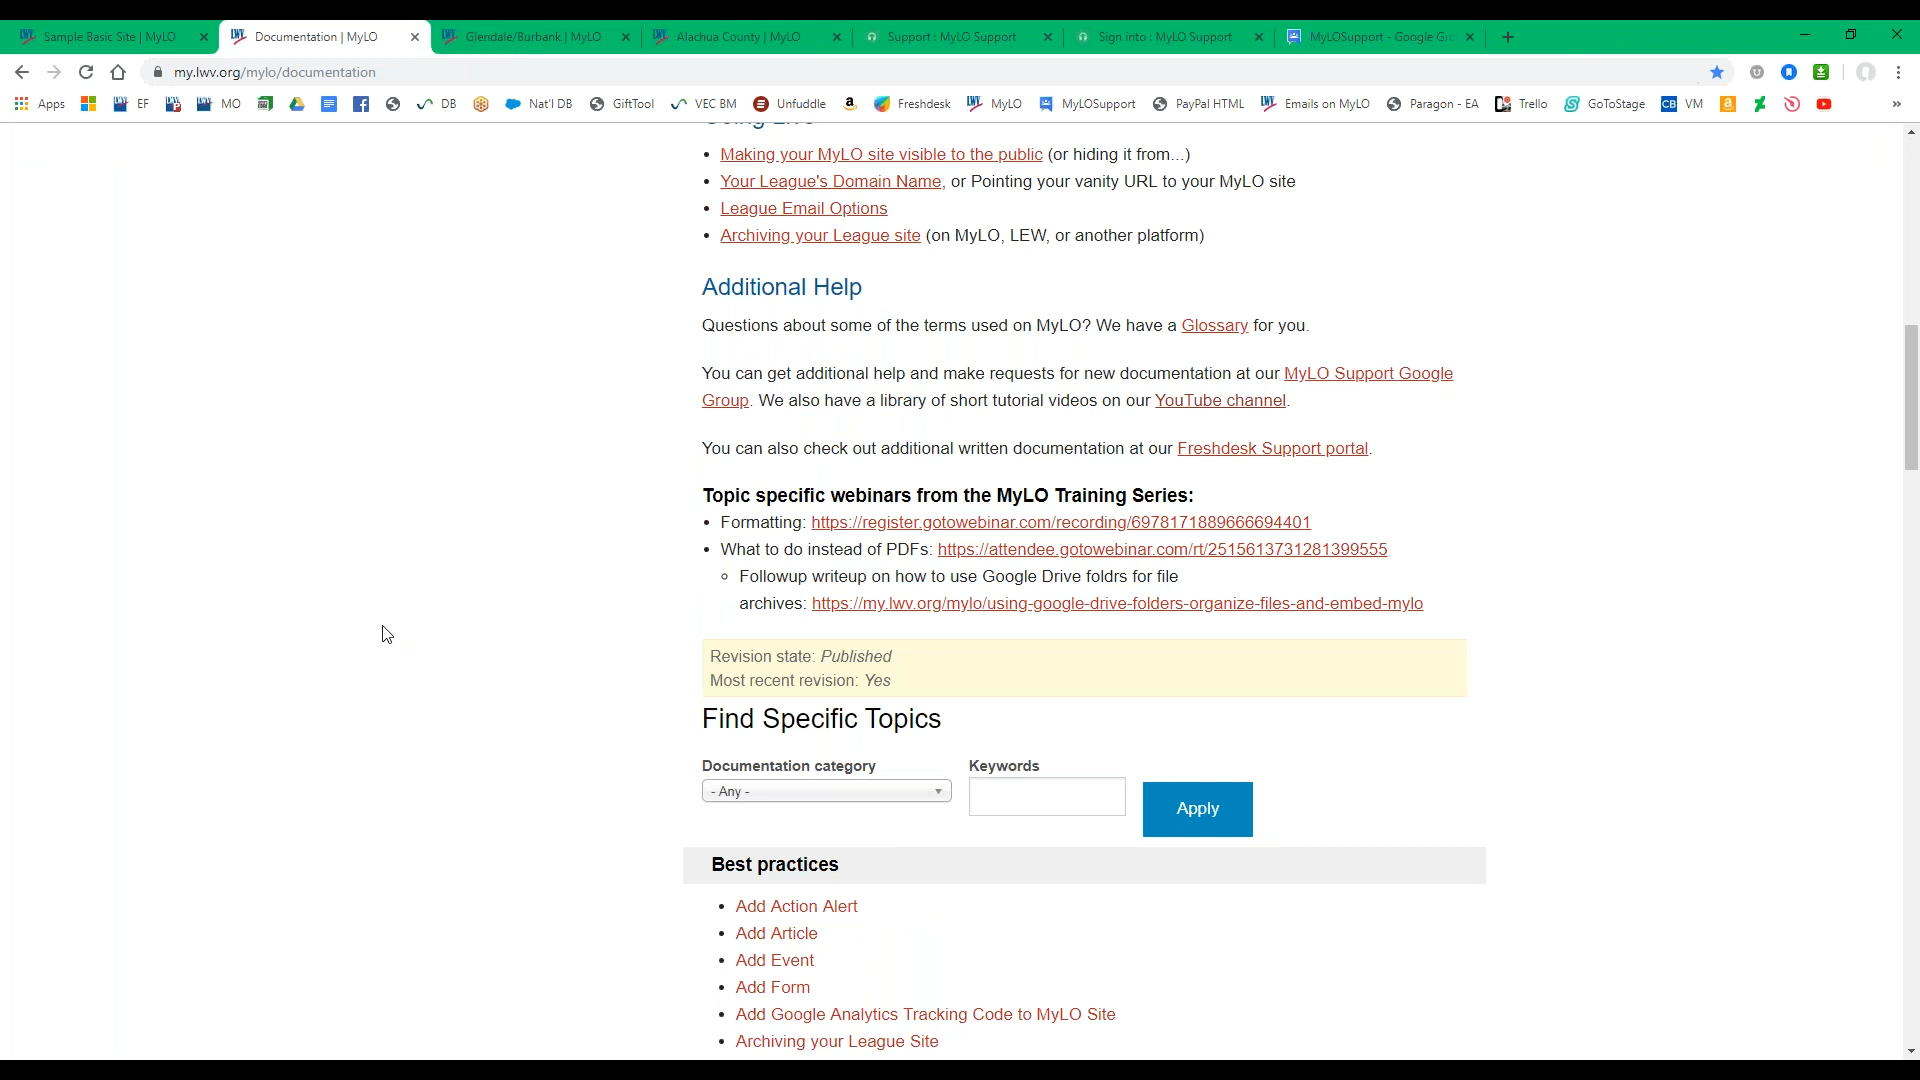 Sample Basic Site | MyLO
Documentation | MyLO
Glendale/Burbank | MyLO
Alachua County | MyLO
Support : MyLO Support
Sign into : MyLO Support
MyLOSupport - Google Gro
my.lwv.org/mylo/documentation
Apps EF MO DB Nat'l DB GiftTool VEC BM Unfuddle Freshdesk MyLO MyLOSupport PayPal HTML Emails on MyLO Paragon - EA Trello GoToStage VM
Making your MyLO site visible to the public (or hiding it from...)
Your League's Domain Name, or Pointing your vanity URL to your MyLO site
League Email Options
Archiving your League site (on MyLO, LEW, or another platform)
Additional Help
Questions about some of the terms used on MyLO? We have a Glossary for you.
You can get additional help and make requests for new documentation at our MyLO Support Google
Group. We also have a library of short tutorial videos on our YouTube channel.
You can also check out additional written documentation at our Freshdesk Support portal.
Topic specific webinars from the MyLO Training Series:
Formatting: https://register.gotowebinar.com/recording/6978171889666694401
What to do instead of PDFs: https://attendee.gotowebinar.com/rt/2515613731281399555
Followup writeup on how to use Google Drive foldrs for file
archives: https://my.lwv.org/mylo/using-google-drive-folders-organize-files-and-embed-mylo
Revision state: Published
Most recent revision: Yes
Find Specific Topics
Documentation category
Keywords
- Any -
Apply
Best practices
Add Action Alert
Add Article
Add Event
Add Form
Add Google Analytics Tracking Code to MyLO Site
Archiving your League Site